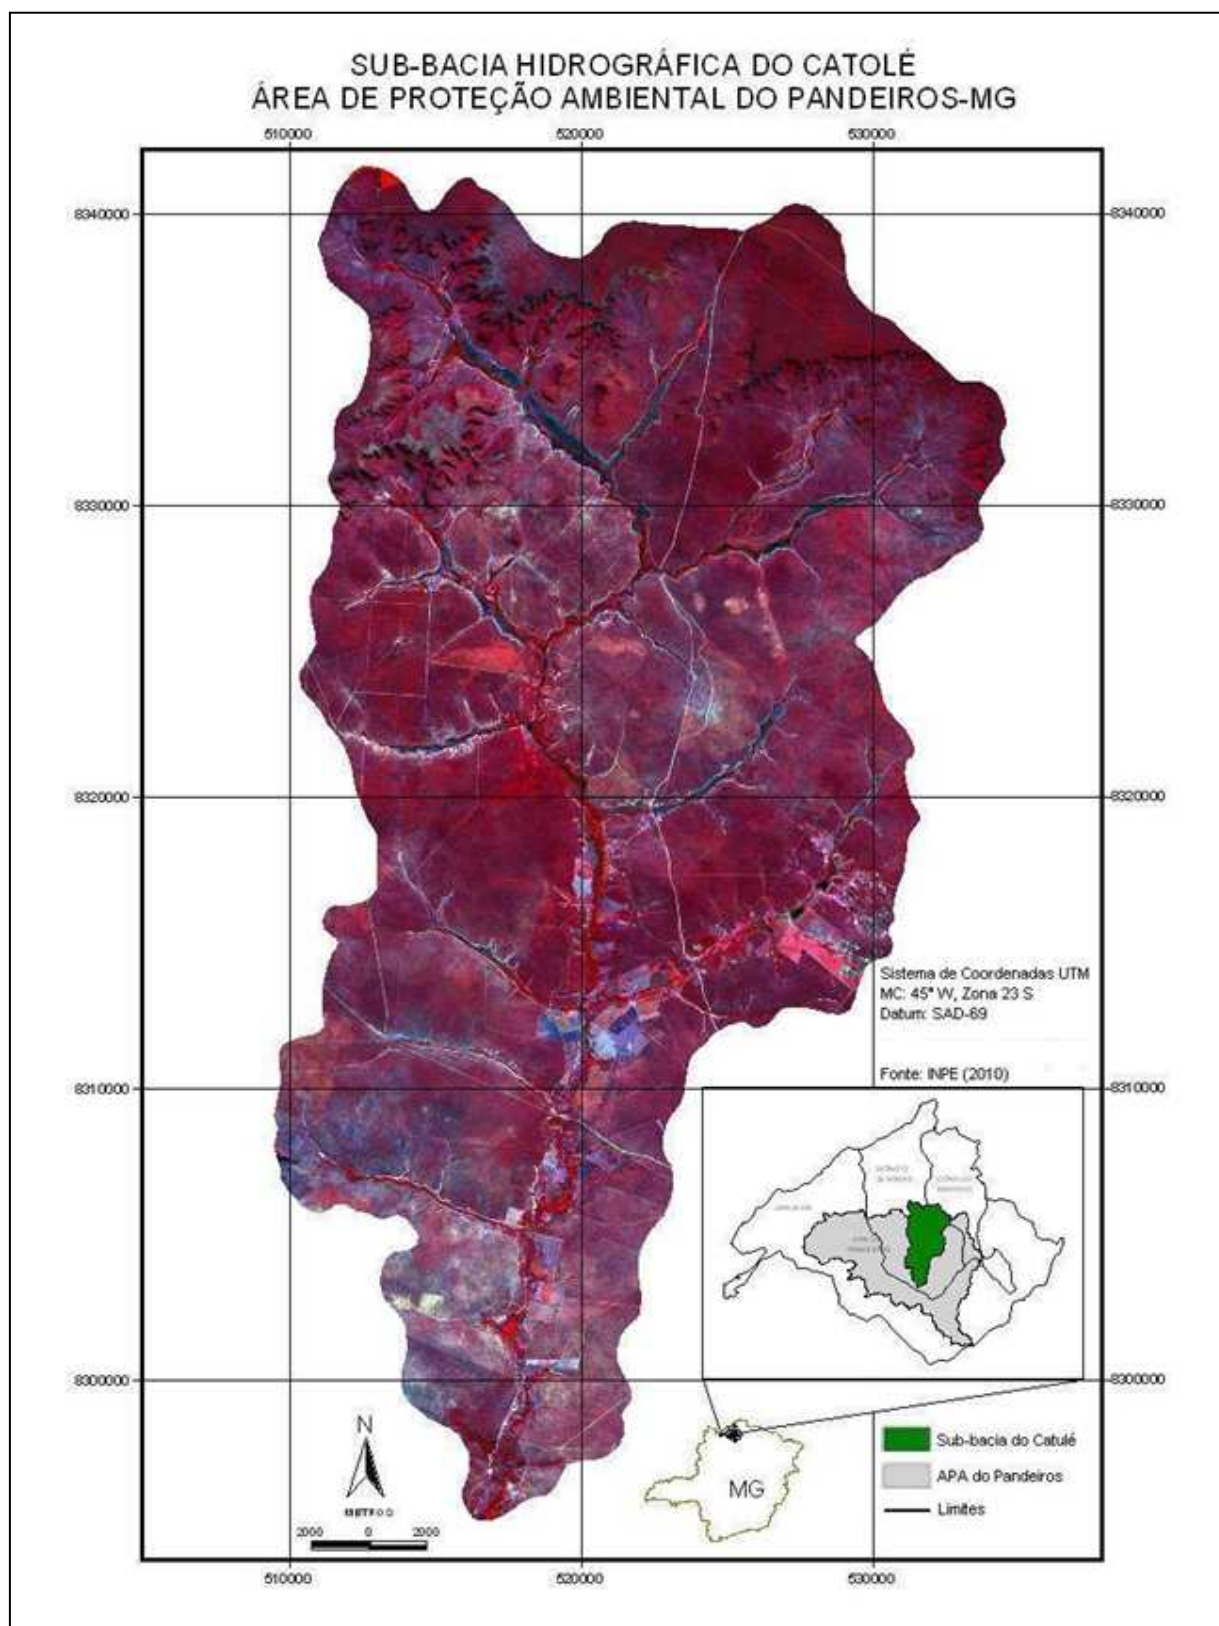 SUB-BACIA HIDROGRÁFICA DO CATOLÉ
ÁREA DE PROTEÇÃO AMBIENTAL DO PANDEIROS-MG
510000 520000 530000
8340000 8340000
8330000 8330000
8320000 8320000
Sistema de Coordenadas UTM
MC: 45° W, Zona 23 S
Datum: SAD-69
Fonte: INPE (2010)
8310000 8310000
8300000 8300000
N
METROS
2000 0 2000
MG
Sub-bacia do Catulé
APA do Pandeiros
Limites
510000 520000 530000